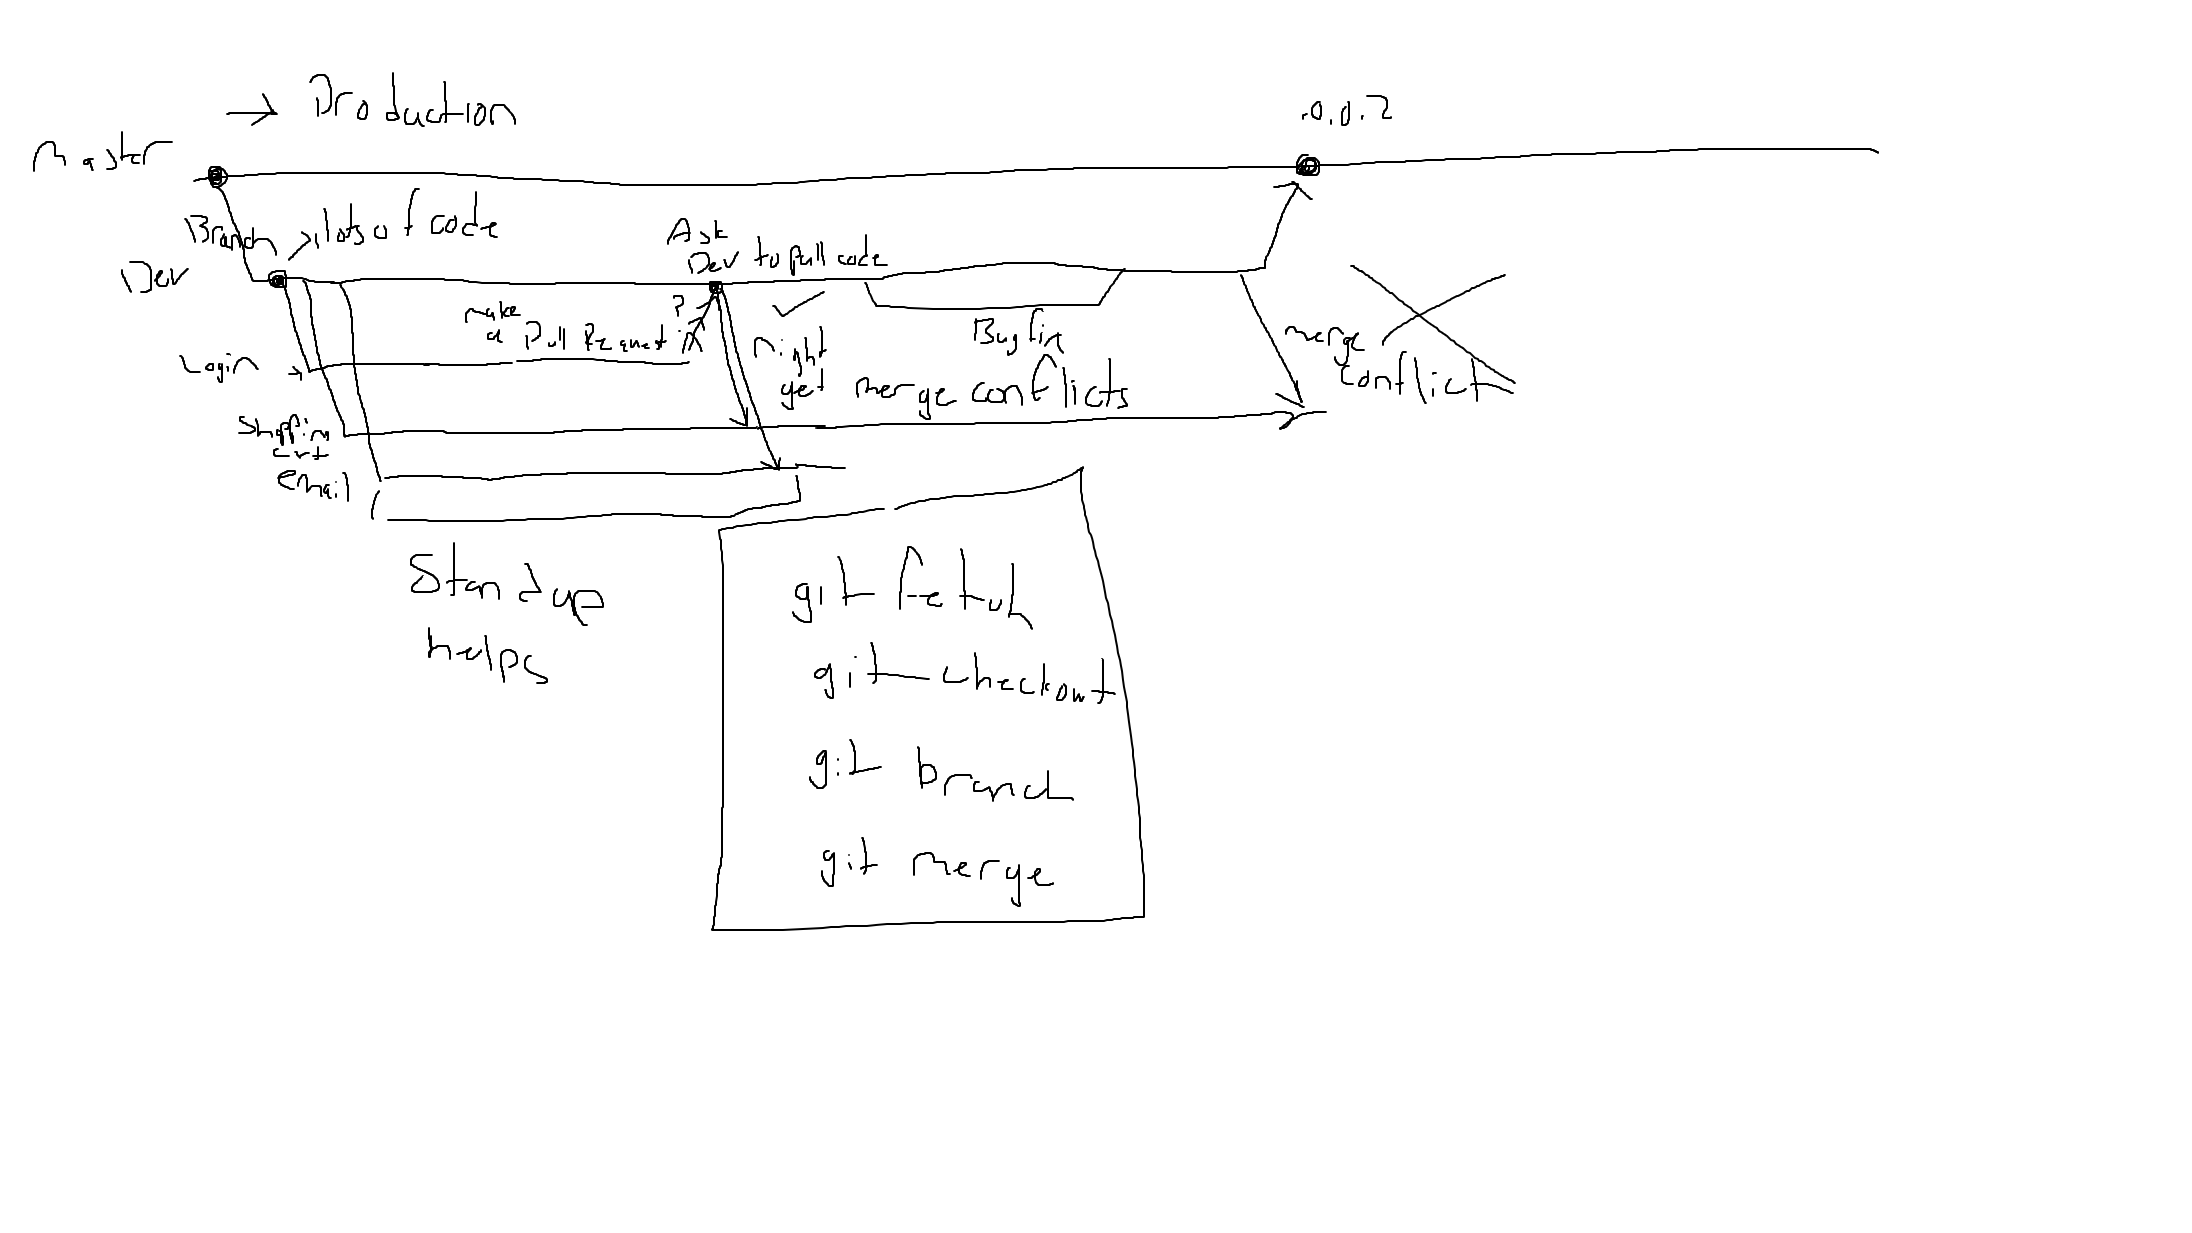 → Production
.0.0.2
Master
Branch
lots of code
Dev
Ask
Dev to pull code
make
a Pull Request in
?
Bug fix
Login
might
get merge conflicts
merge
conflict
Shopping
crt
email
Standup
helps
git fetch
git checkout
git branch
git merge